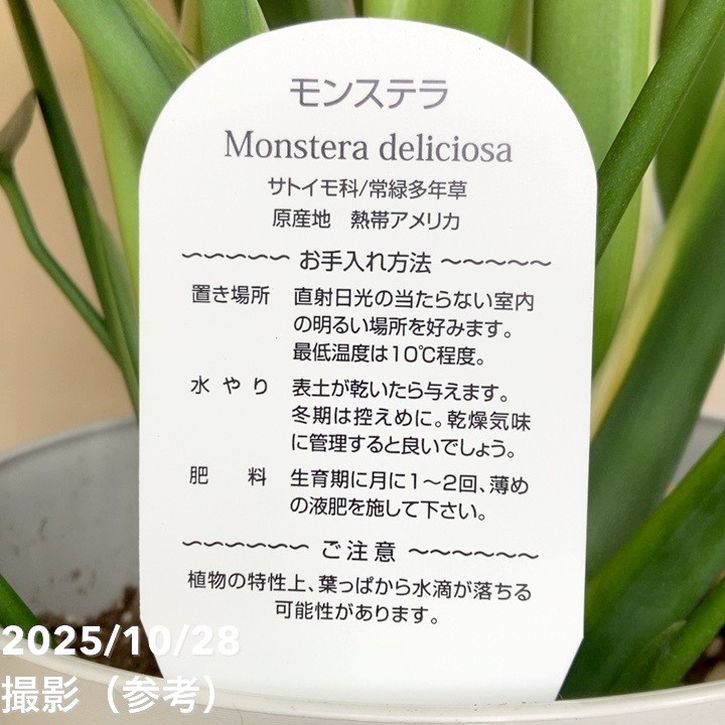 モンステラ
Monstera deliciosa
サトイモ科/常緑多年草
原産地　熱帯アメリカ
〜〜〜〜〜 お手入れ方法 〜〜〜〜〜
置き場所　直射日光の当たらない室内
の明るい場所を好みます。
最低温度は10℃程度。
水やり　表土が乾いたら与えます。
冬期は控えめに。乾燥気味
に管理すると良いでしょう。
肥料　生育期に月に1〜2回、薄め
の液肥を施して下さい。
〜〜〜〜〜〜 ご注意 〜〜〜〜〜〜
植物の特性上、葉っぱから水滴が落ちる
可能性があります。
2025/10/28
撮影（参考）